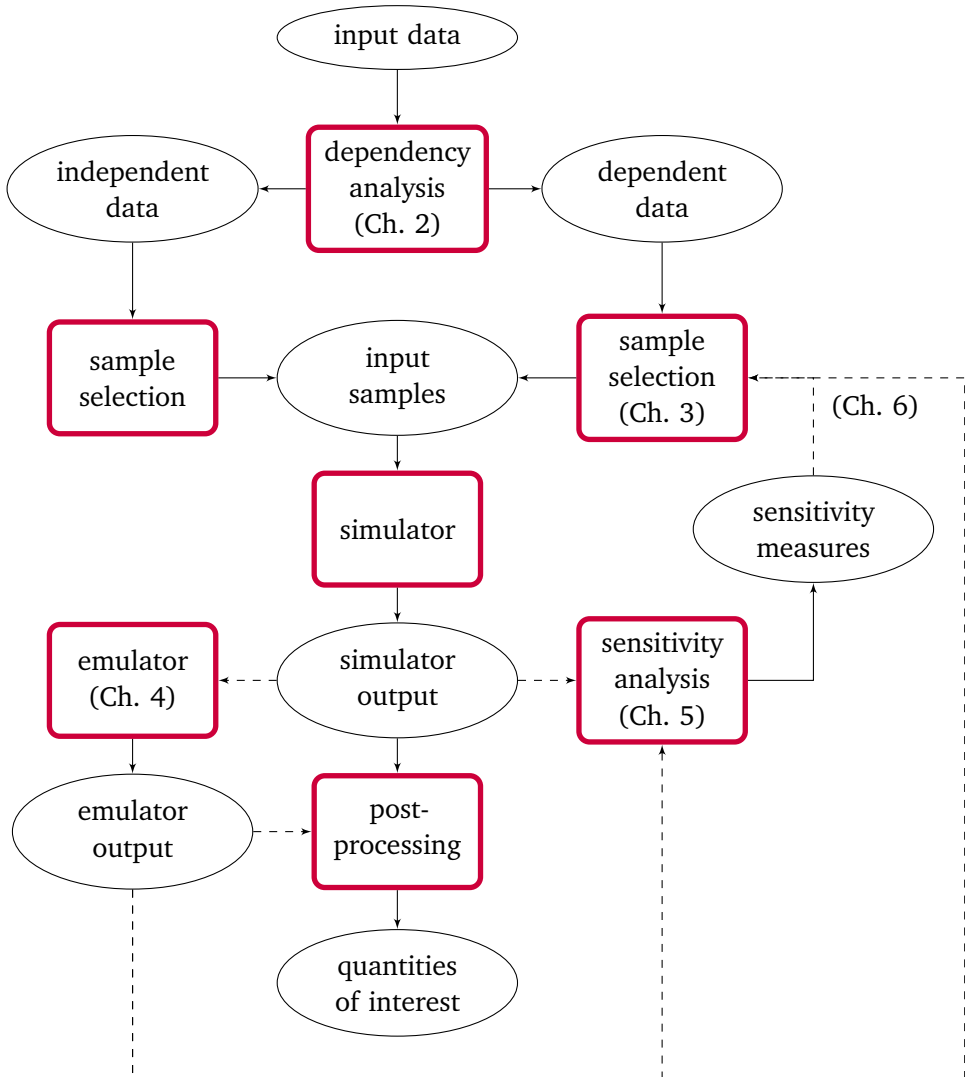 input data
independent
data
dependency
analysis
(Ch. 2)
dependent
data
sample
selection
input
samples
sample
selection
(Ch. 3)
(Ch. 6)
simulator
sensitivity
measures
emulator
(Ch. 4)
simulator
output
sensitivity
analysis
(Ch. 5)
emulator
output
post-
processing
quantities
of interest